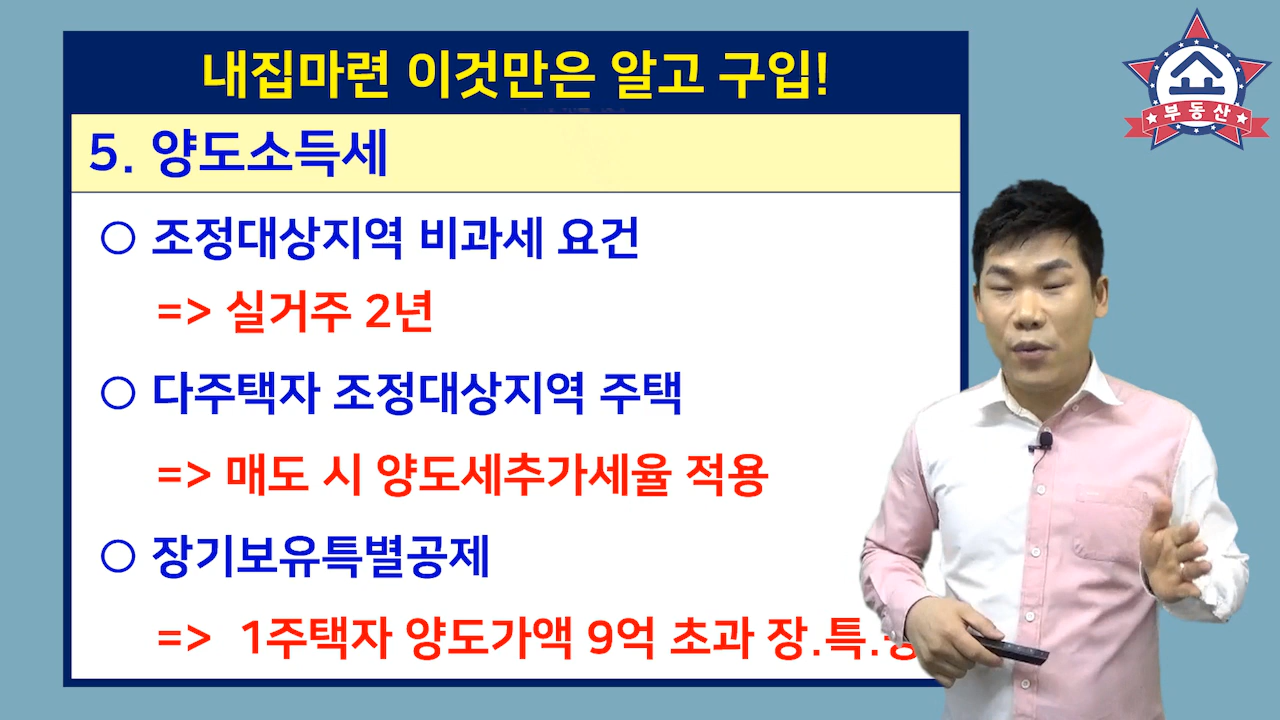 내집마련 이것만은 알고 구입!
부동산
5. 양도소득세
○ 조정대상지역 비과세 요건
=> 실거주 2년
○ 다주택자 조정대상지역 주택
=> 매도 시 양도세추가세율 적용
○ 장기보유특별공제
=> 1주택자 양도가액 9억 초과 장.특.